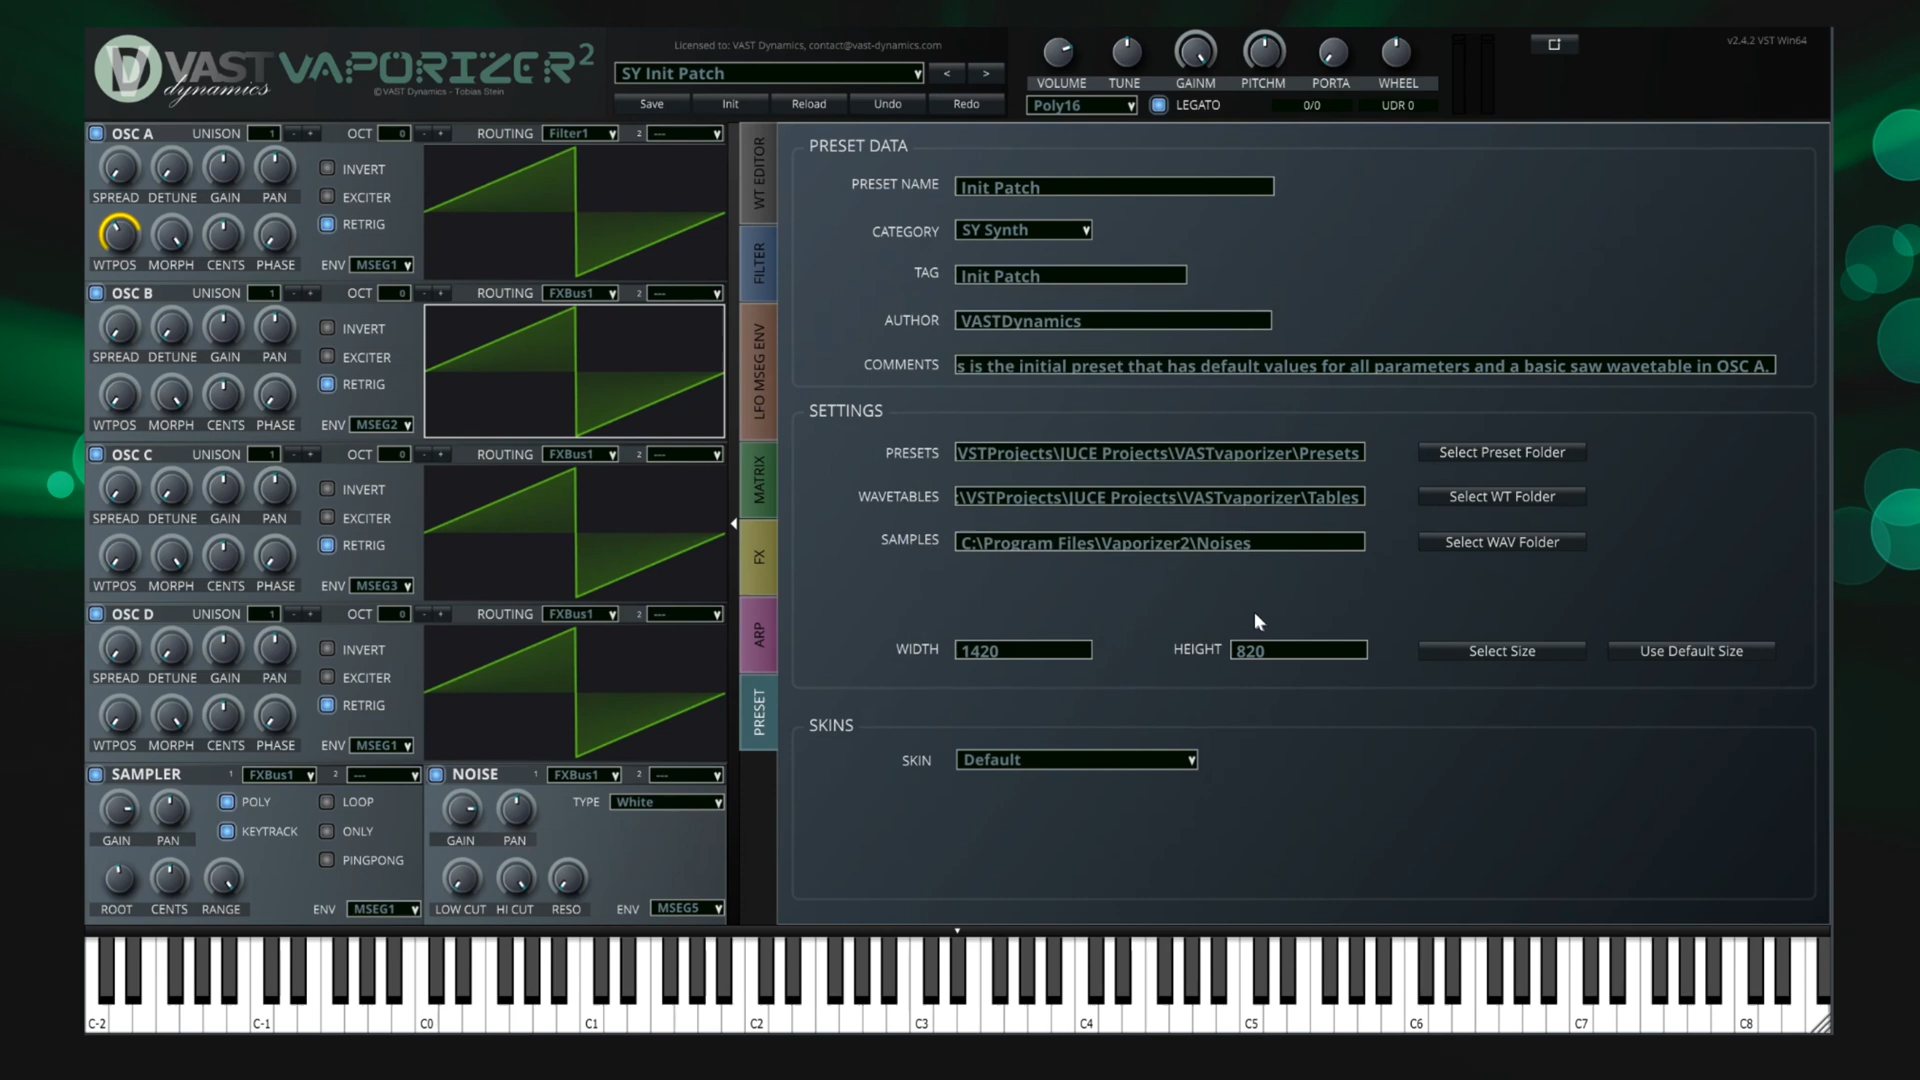 VAST
dynamics
VAPORIZER2
©VAST Dynamics - Tobias Stein
Licensed to: VAST Dynamics, contact@vast-dynamics.com
SY Init Patch
< >
Save Init Reload Undo Redo
VOLUME TUNE GAINM PITCHM PORTA WHEEL
Poly16 LEGATO 0/0 UDR 0
v2.4.2 VST Win64
OSC A UNISON 1 - + OCT 0 - + ROUTING Filter1 2 ---
SPREAD DETUNE GAIN PAN
INVERT
EXCITER
RETRIG
WTPOS MORPH CENTS PHASE ENV MSEG1
OSC B UNISON 1 - + OCT 0 - + ROUTING FXBus1 2 ---
SPREAD DETUNE GAIN PAN
INVERT
EXCITER
RETRIG
WTPOS MORPH CENTS PHASE ENV MSEG2
OSC C UNISON 1 - + OCT 0 - + ROUTING FXBus1 2 ---
SPREAD DETUNE GAIN PAN
INVERT
EXCITER
RETRIG
WTPOS MORPH CENTS PHASE ENV MSEG3
OSC D UNISON 1 - + OCT 0 - + ROUTING FXBus1 2 ---
SPREAD DETUNE GAIN PAN
INVERT
EXCITER
RETRIG
WTPOS MORPH CENTS PHASE ENV MSEG1
SAMPLER 1 FXBus1 2 ---
GAIN PAN
POLY LOOP
KEYTRACK ONLY
PINGPONG
ROOT CENTS RANGE ENV MSEG1
NOISE 1 FXBus1 2 ---
TYPE White
GAIN PAN
LOW CUT HI CUT RESO ENV MSEG5
WT EDITOR
FILTER
LFO MSEG ENV
MATRIX
FX
ARP
PRESET
PRESET DATA
PRESET NAME Init Patch
CATEGORY SY Synth
TAG Init Patch
AUTHOR VASTDynamics
COMMENTS s is the initial preset that has default values for all parameters and a basic saw wavetable in OSC A.
SETTINGS
PRESETS VSTProjects\JUCE Projects\VASTvaporizer\Presets Select Preset Folder
WAVETABLES :\VSTProjects\JUCE Projects\VASTvaporizer\Tables Select WT Folder
SAMPLES C:\Program Files\Vaporizer2\Noises Select WAV Folder
WIDTH 1420 HEIGHT 820 Select Size Use Default Size
SKINS
SKIN Default
C-2 C-1 C0 C1 C2 C3 C4 C5 C6 C7 C8